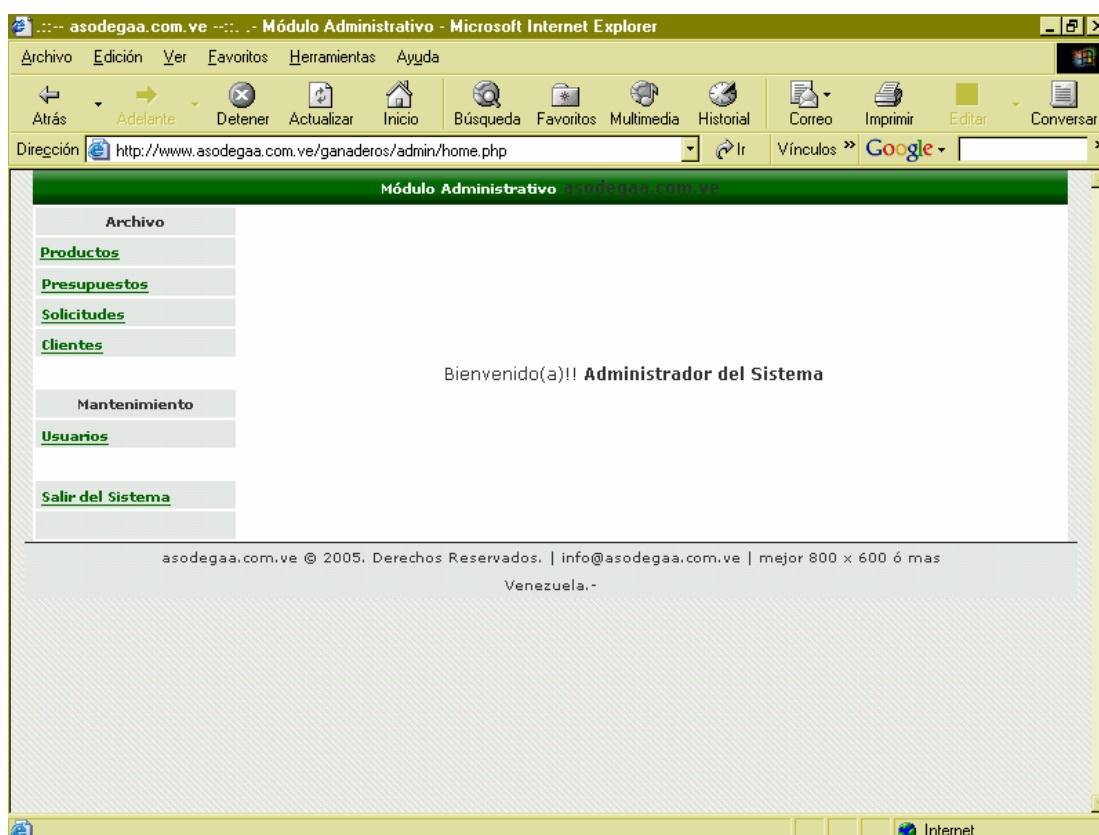 .::-- asodegaa.com.ve --::. .- Módulo Administrativo - Microsoft Internet Explorer
Archivo Edición Ver Favoritos Herramientas Ayuda
Atrás Adelante Detener Actualizar Inicio Búsqueda Favoritos Multimedia Historial Correo Imprimir Editar Conversar
Dirección http://www.asodegaa.com.ve/ganaderos/admin/home.php Ir Vínculos » Google
Módulo Administrativo asodegaa.com.ve
Archivo
Productos
Presupuestos
Solicitudes
Clientes
Bienvenido(a)!! Administrador del Sistema
Mantenimiento
Usuarios
Salir del Sistema
asodegaa.com.ve © 2005. Derechos Reservados. | info@asodegaa.com.ve | mejor 800 x 600 ó mas
Venezuela.-
Internet